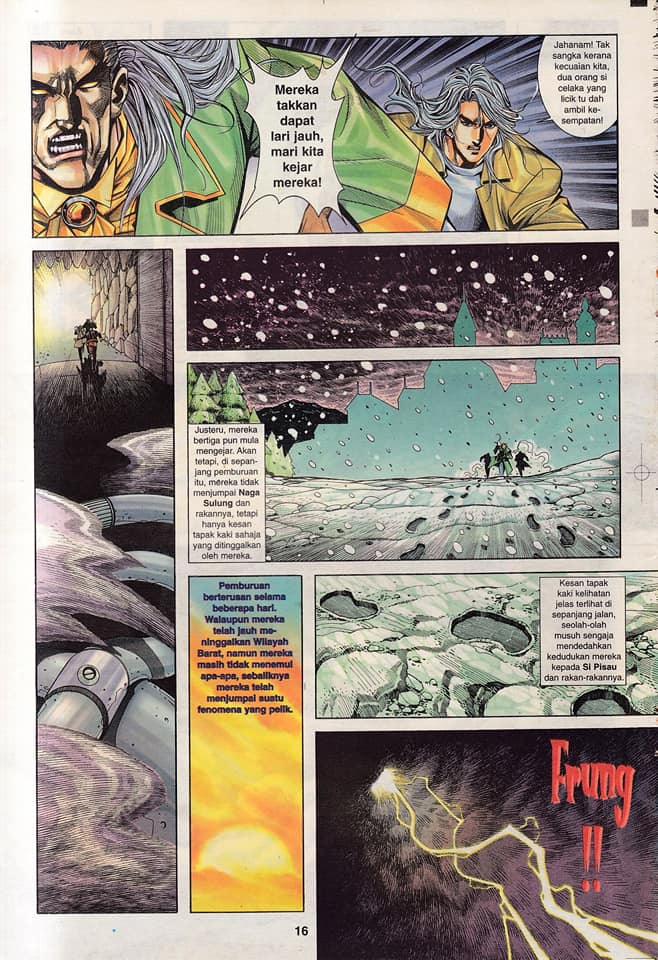 Mereka
takkan
dapat
lari jauh,
mari kita
kejar
mereka!
Jahanam! Tak
sangka kerana
kecuaian kita,
dua orang si
celaka yang
licik tu dah
ambil ke-
sempatan!
Justeru, mereka
bertiga pun mula
mengejar. Akan
tetapi, di sepan-
jang pemburuan
itu, mereka tidak
menjumpai Naga
Sulung dan
rakannya, tetapi
hanya kesan
tapak kaki sahaja
yang ditinggalkan
oleh mereka.
Pemburuan
berterusan selama
beberapa hari.
Walaupun mereka
telah jauh me-
ninggalkan Wilayah
Barat, namun mereka
masih tidak menemui
apa-apa, sebaliknya
mereka telah
menjumpai suatu
fenomena yang pelik.
Kesan tapak
kaki kelihatan
jelas terlihat di
sepanjang jalan,
seolah-olah
musuh sengaja
mendedahkan
kedudukan mereka
kepada Si Pisau
dan rakan-rakannya.
Frung
!!
16